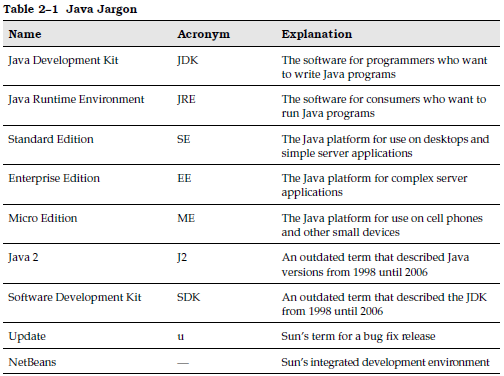 Table 2–1 Java Jargon
Name Acronym Explanation
Java Development Kit JDK The software for programmers who want
to write Java programs
Java Runtime Environment JRE The software for consumers who want to
run Java programs
Standard Edition SE The Java platform for use on desktops and
simple server applications
Enterprise Edition EE The Java platform for complex server
applications
Micro Edition ME The Java platform for use on cell phones
and other small devices
Java 2 J2 An outdated term that described Java
versions from 1998 until 2006
Software Development Kit SDK An outdated term that described the JDK
from 1998 until 2006
Update u Sun's term for a bug fix release
NetBeans — Sun's integrated development environment